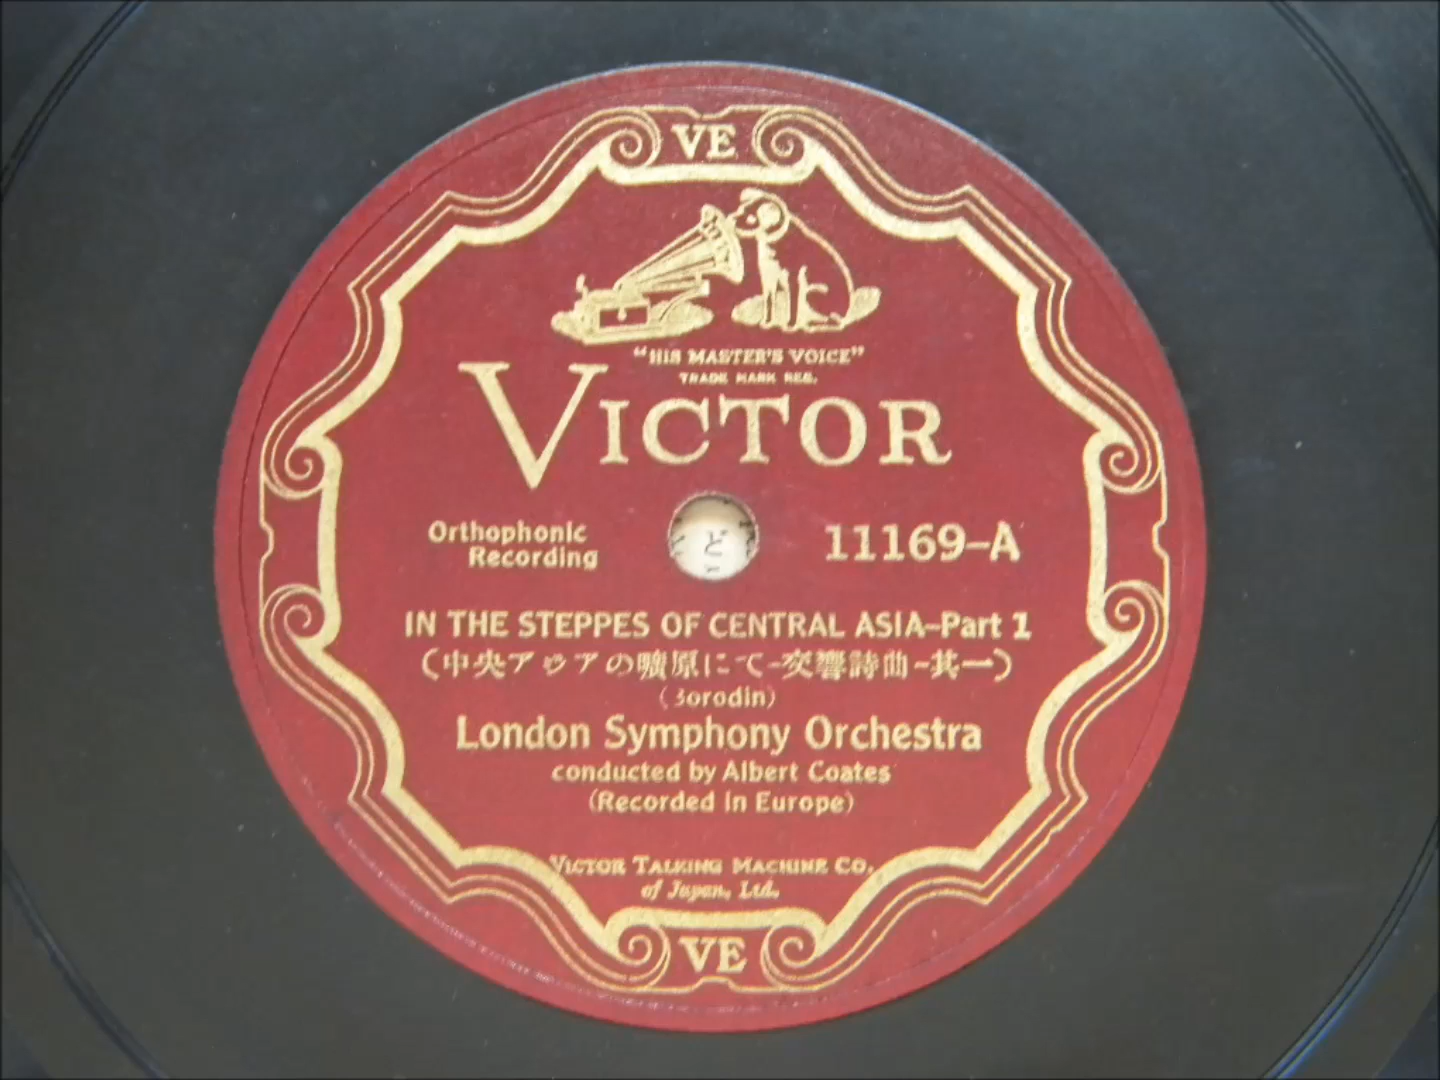 VE
"HIS MASTER'S VOICE"
TRADE MARK REG.
VICTOR
Orthophonic
Recording
11169-A
IN THE STEPPES OF CENTRAL ASIA-Part 1
(中央アジアの曠原にて-交響詩曲-其一)
(Borodin)
London Symphony Orchestra
conducted by Albert Coates
(Recorded in Europe)
VICTOR TALKING MACHINE CO.
of Japan, Ltd.
VE